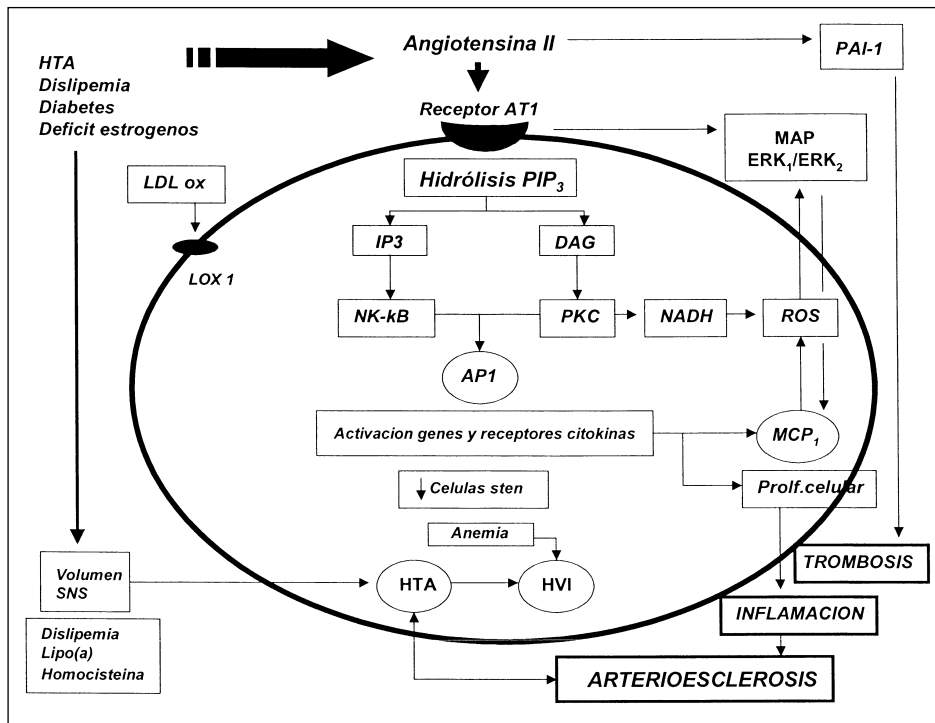 Angiotensina II
PAI-1
HTA
Dislipemia
Diabetes
Deficit estrogenos
Receptor AT1
MAP
ERK1/ERK2
LDL ox
Hidrólisis PIP3
IP3
DAG
LOX 1
NK-kB
PKC
NADH
ROS
AP1
Activacion genes y receptores citokinas
MCP1
↓ Celulas sten
Prolf.celular
Anemia
TROMBOSIS
Volumen
SNS
HTA
HVI
INFLAMACION
Dislipemia
Lipo(a)
Homocisteina
ARTERIOESCLEROSIS